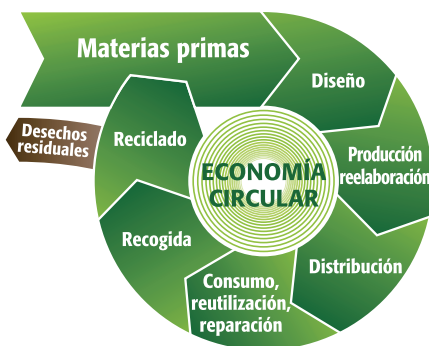 Materias primas
Diseño
Producción
reelaboración
Distribución
Consumo,
reutilización,
reparación
Recogida
Reciclado
Desechos
residuales
ECONOMÍA
CIRCULAR